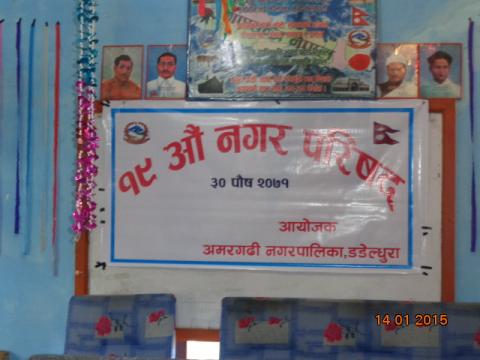 १९ औं नगर परिषद्
३० पौष २०७१
आयोजक
अमरगढी नगरपालिका,डडेल्धुरा
14 01 2015